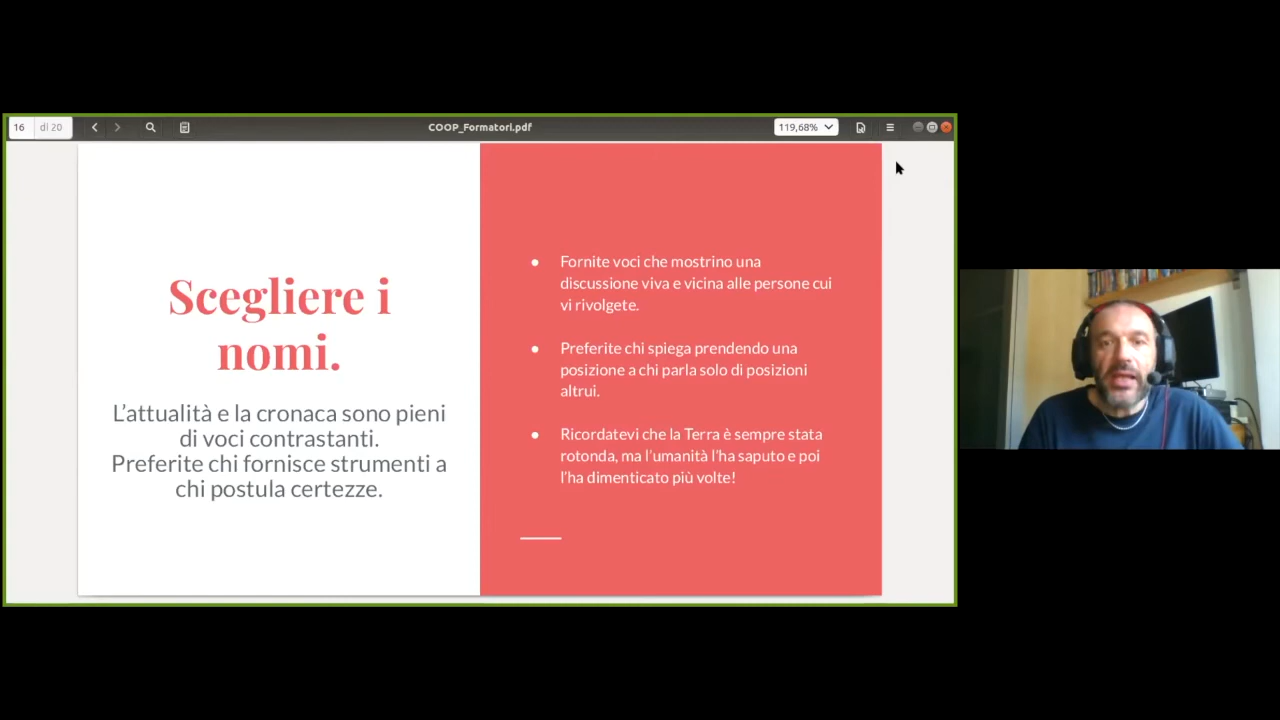 16 di 20
COOP_Formatori.pdf
119,68%
Scegliere i
nomi.
L'attualità e la cronaca sono pieni
di voci contrastanti.
Preferite chi fornisce strumenti a
chi postula certezze.
● Fornite voci che mostrino una
discussione viva e vicina alle persone cui
vi rivolgete.
● Preferite chi spiega prendendo una
posizione a chi parla solo di posizioni
altrui.
● Ricordatevi che la Terra è sempre stata
rotonda, ma l'umanità l'ha saputo e poi
l'ha dimenticato più volte!